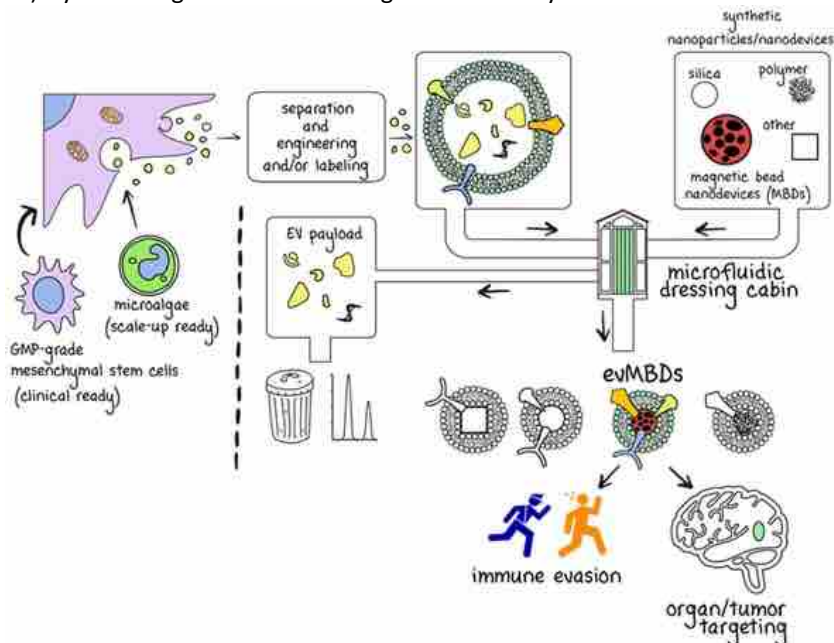 synthetic
nanoparticles/nanodevices
silica
polymer
other
magnetic bead
nanodevices (MBDs)
separation
and
engineering
and/or labeling
EV payload
microfluidic
dressing cabin
microalgae
(scale-up ready)
GMP-grade
mesenchymal stem cells
(clinical ready)
evMBDs
immune evasion
organ/tumor
targeting